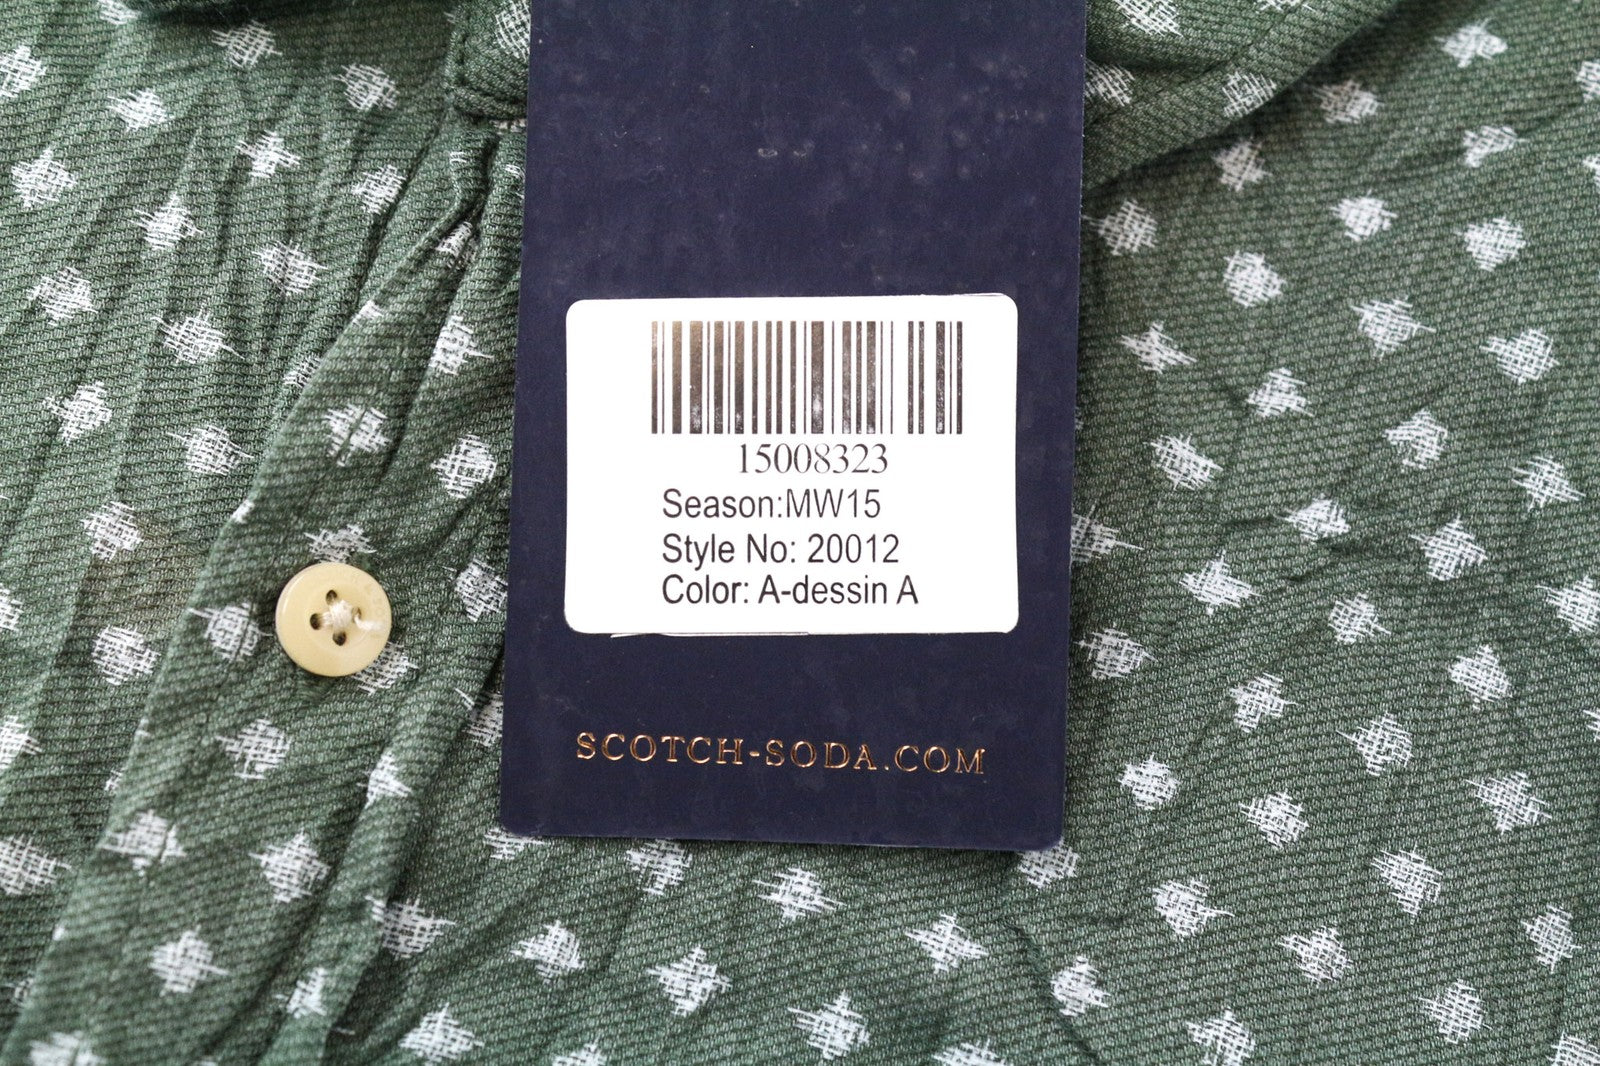 15008323
Season:MW15
Style No: 20012
Color: A-dessin A
SCOTCH-SODA.COM